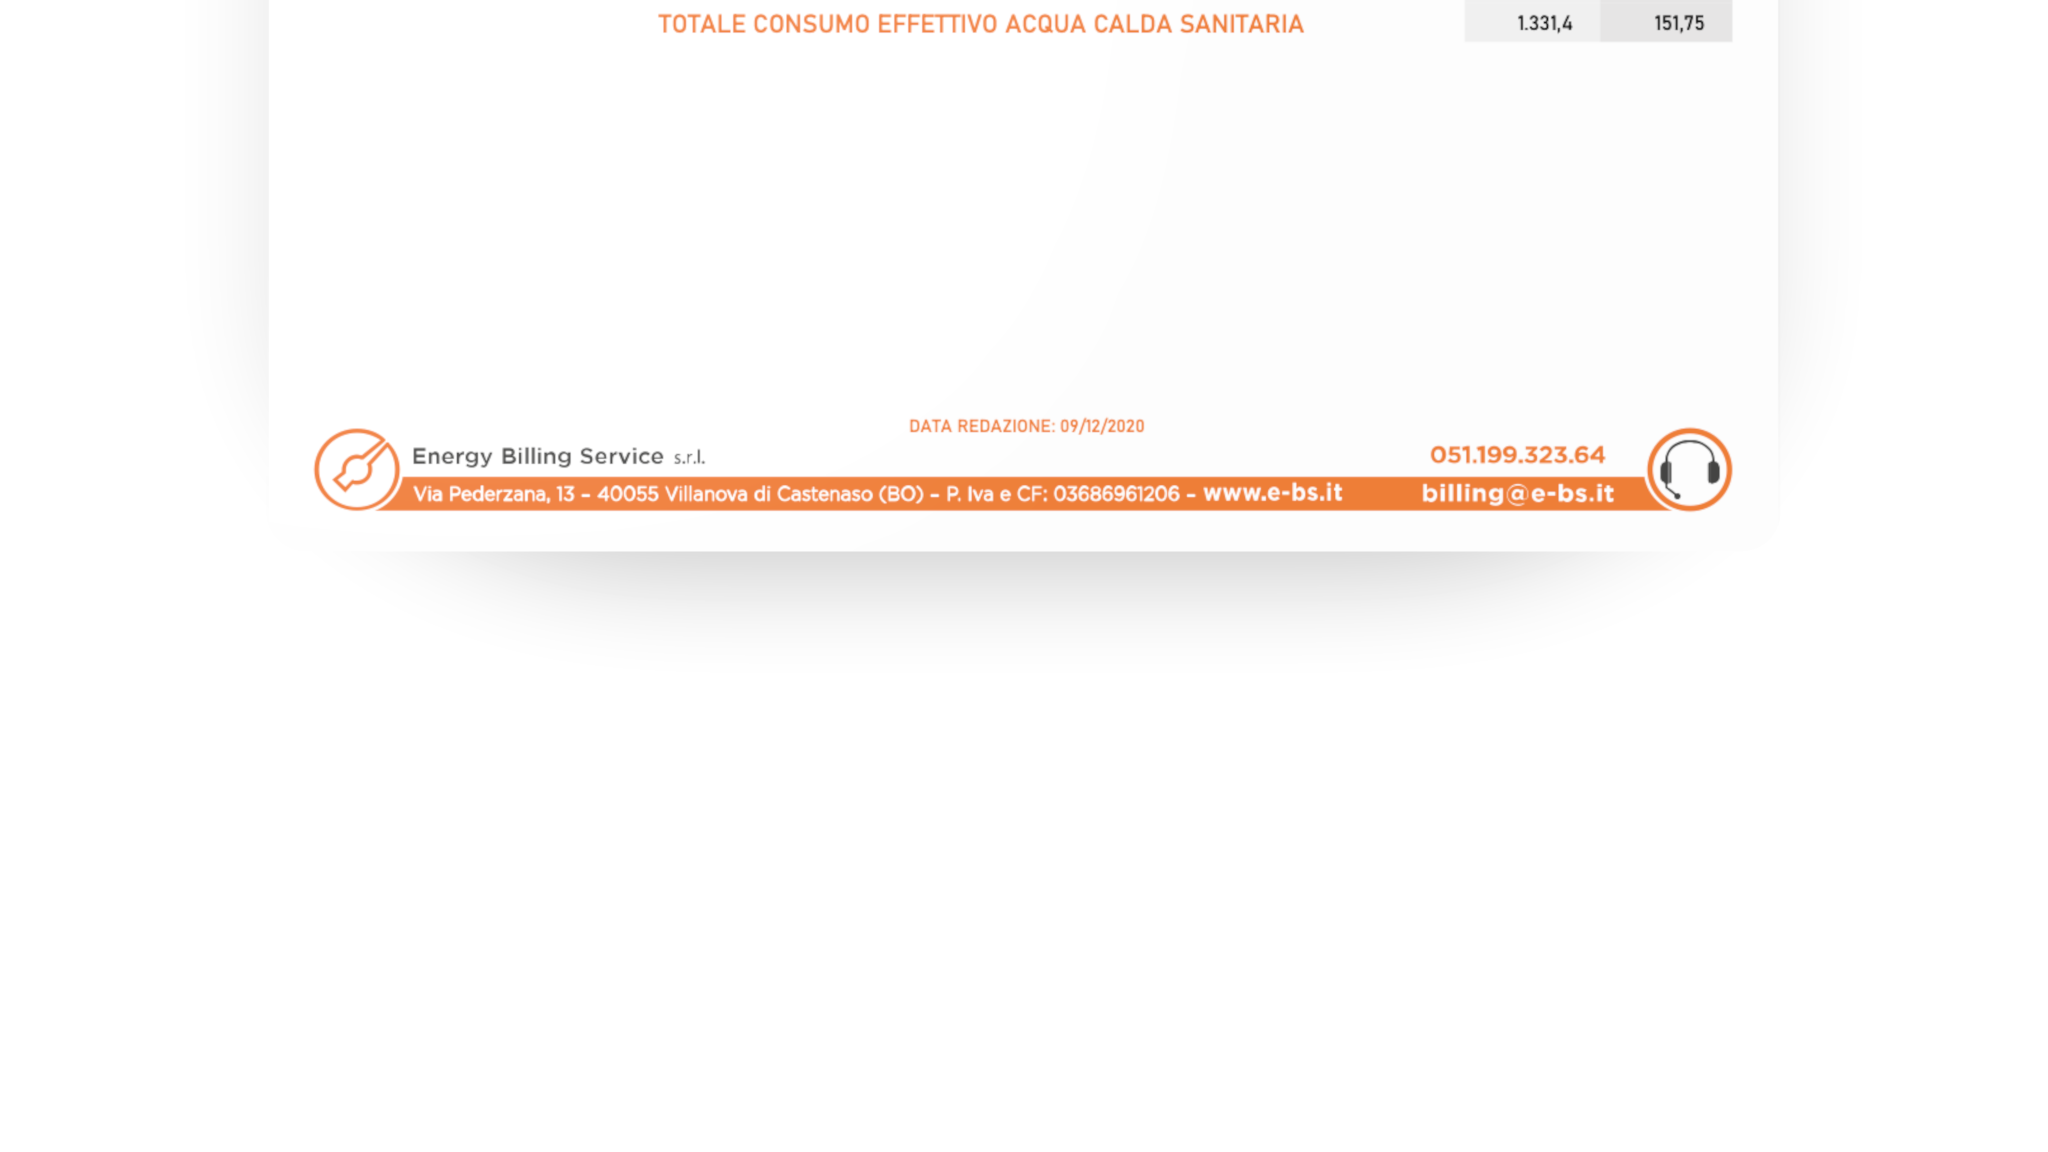 TOTALE CONSUMO EFFETTIVO ACQUA CALDA SANITARIA 1.331,4 151,75
DATA REDAZIONE: 09/12/2020
Energy Billing Service s.r.l. 051.199.323.64
Via Pederzana, 13 – 40055 Villanova di Castenaso (BO) – P. Iva e CF: 03686961206 – www.e-bs.it billing@e-bs.it